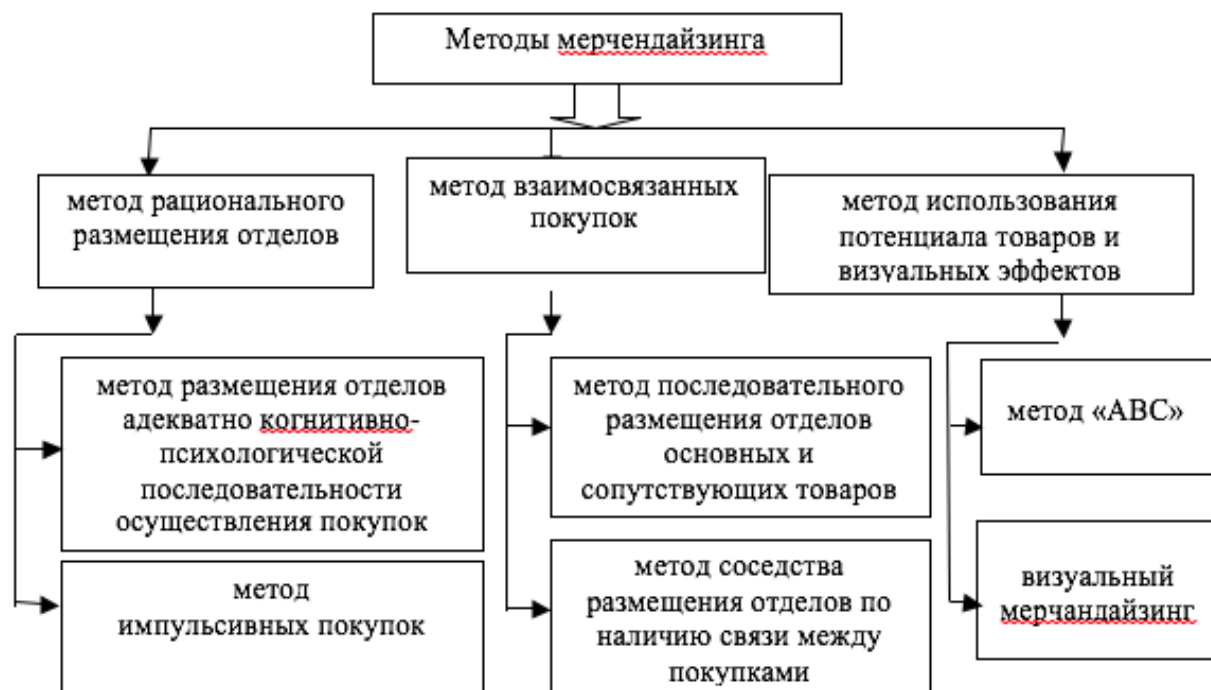 Методы мерчендайзинга
метод рационального
размещения отделов
метод взаимосвязанных
покупок
метод использования
потенциала товаров и
визуальных эффектов
метод размещения отделов
адекватно когнитивно-
психологической
последовательности
осуществления покупок
метод
импульсивных покупок
метод последовательного
размещения отделов
основных и
сопутствующих товаров
метод соседства
размещения отделов по
наличию связи между
покупками
метод «АВС»
визуальный
мерчандайзинг